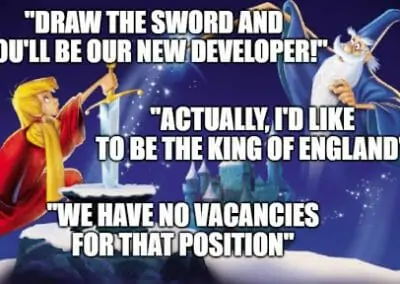 "DRAW THE SWORD AND
OU'LL BE OUR NEW DEVELOPER!"
"ACTUALLY, I'D LIKE
TO BE THE KING OF ENGLAND"
"WE HAVE NO VACANCIES
FOR THAT POSITION"